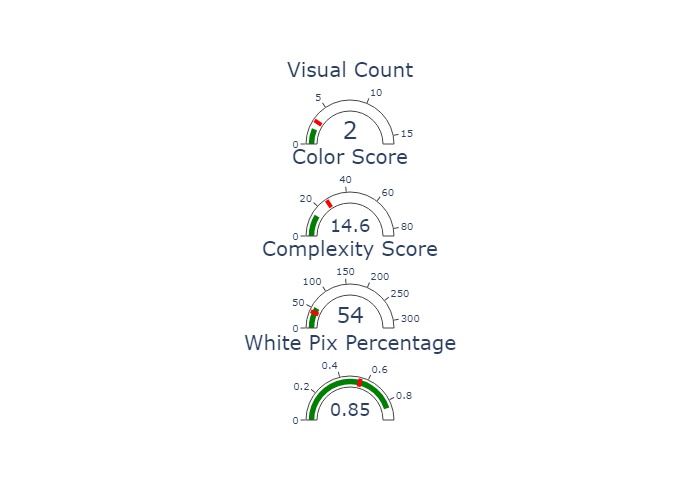 Visual Count
0 5 10 15
2
Color Score
0 20 40 60 80
14.6
Complexity Score
0 50 100 150 200 250 300
54
White Pix Percentage
0 0.2 0.4 0.6 0.8
0.85